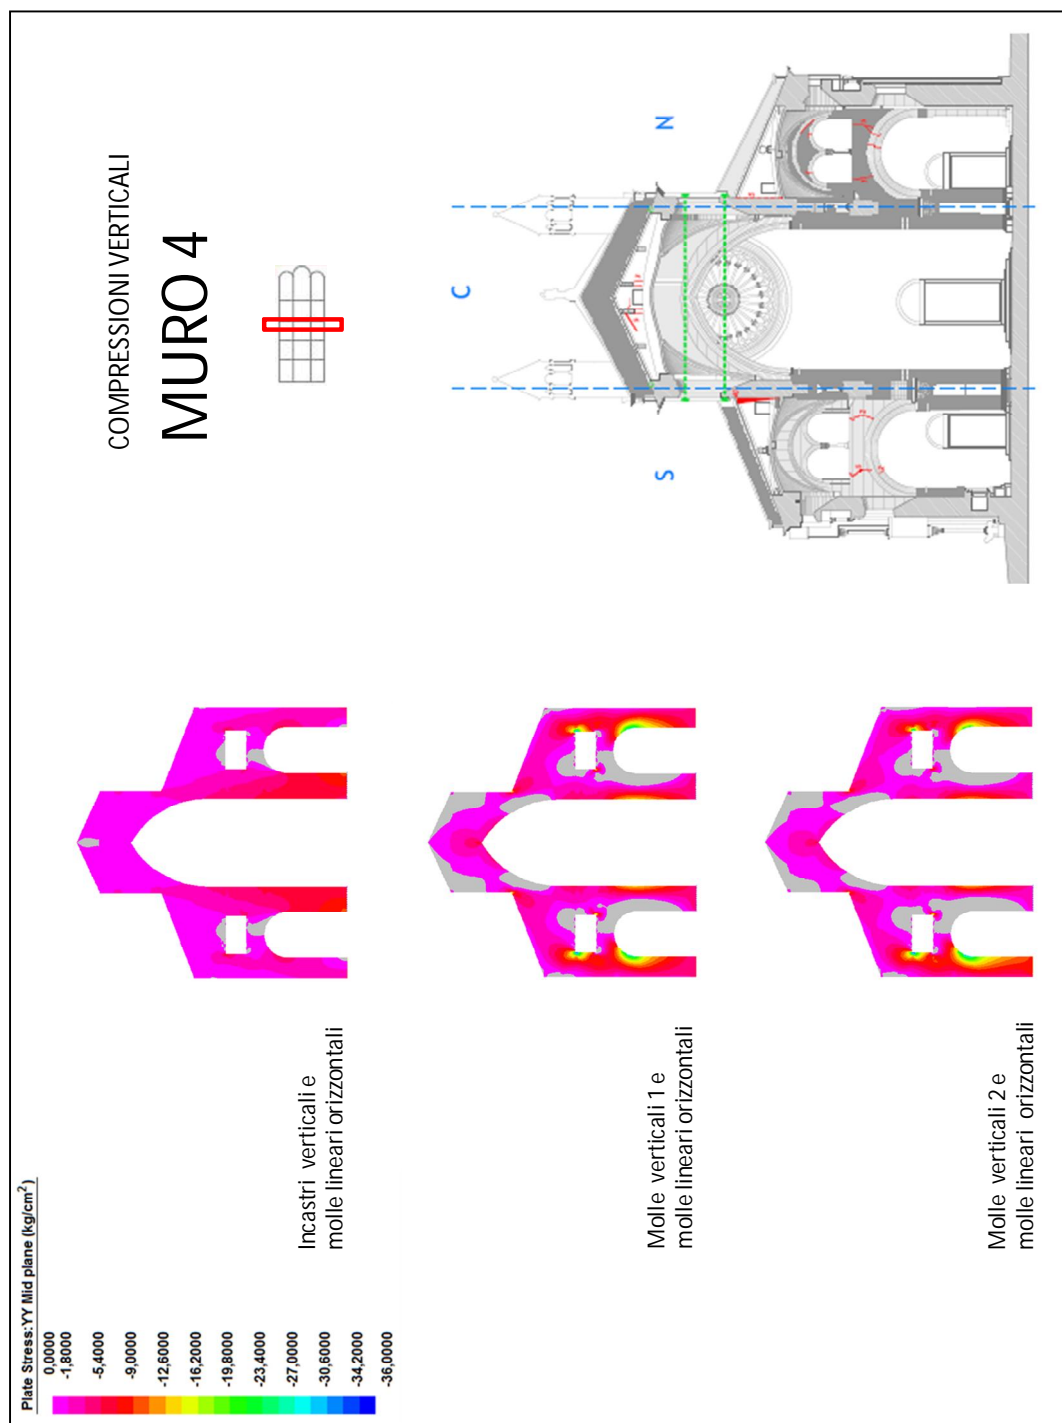 COMPRESSIONI VERTICALI
MURO 4
S
C
N
Plate Stress:YY Mid plane (kg/cm²)
0,0000
-1,8000
-5,4000
-9,0000
-12,6000
-16,2000
-19,8000
-23,4000
-27,0000
-30,6000
-34,2000
-36,0000
Incastri verticali e
molle lineari orizzontali
Molle verticali 1 e
molle lineari orizzontali
Molle verticali 2 e
molle lineari orizzontali